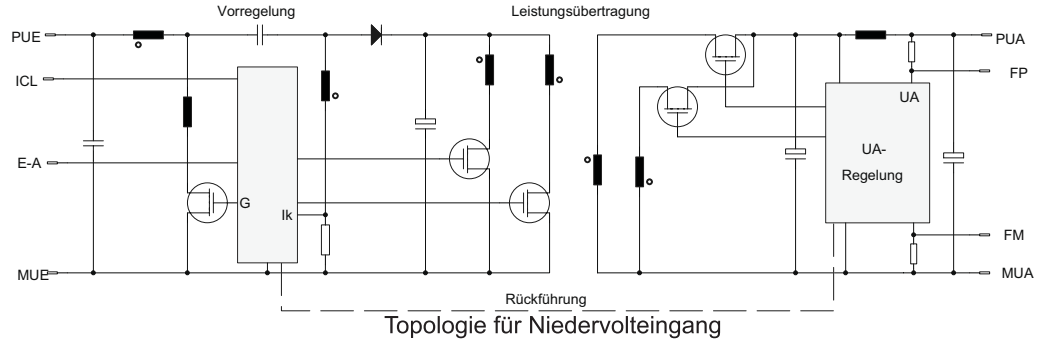 Vorregelung
Leistungsübertragung
PUE
ICL
E-A
MUE
G
Ik
UA
UA-
Regelung
PUA
FP
FM
MUA
Rückführung
Topologie für Niedervolteingang